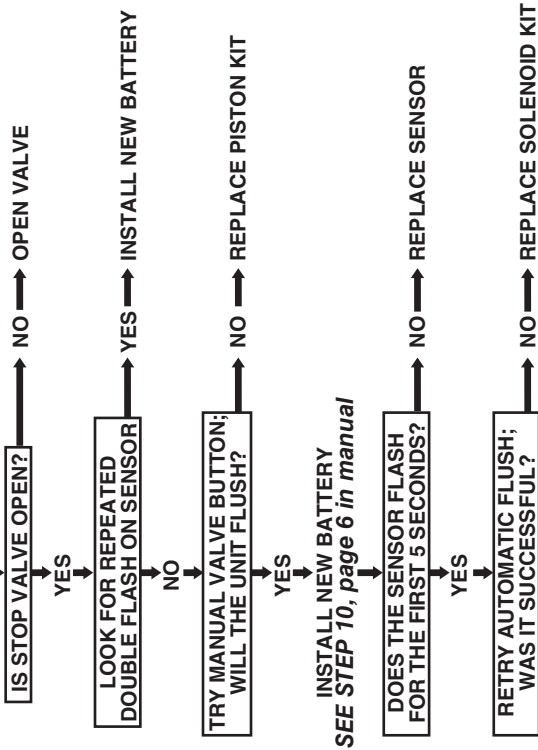 IS STOP VALVE OPEN?
NO
OPEN VALVE
YES
LOOK FOR REPEATED
DOUBLE FLASH ON SENSOR
YES
INSTALL NEW BATTERY
NO
TRY MANUAL VALVE BUTTON;
WILL THE UNIT FLUSH?
NO
REPLACE PISTON KIT
YES
INSTALL NEW BATTERY
SEE STEP 10, page 6 in manual
DOES THE SENSOR FLASH
FOR THE FIRST 5 SECONDS?
NO
REPLACE SENSOR
YES
RETRY AUTOMATIC FLUSH;
WAS IT SUCCESSFUL?
NO
REPLACE SOLENOID KIT